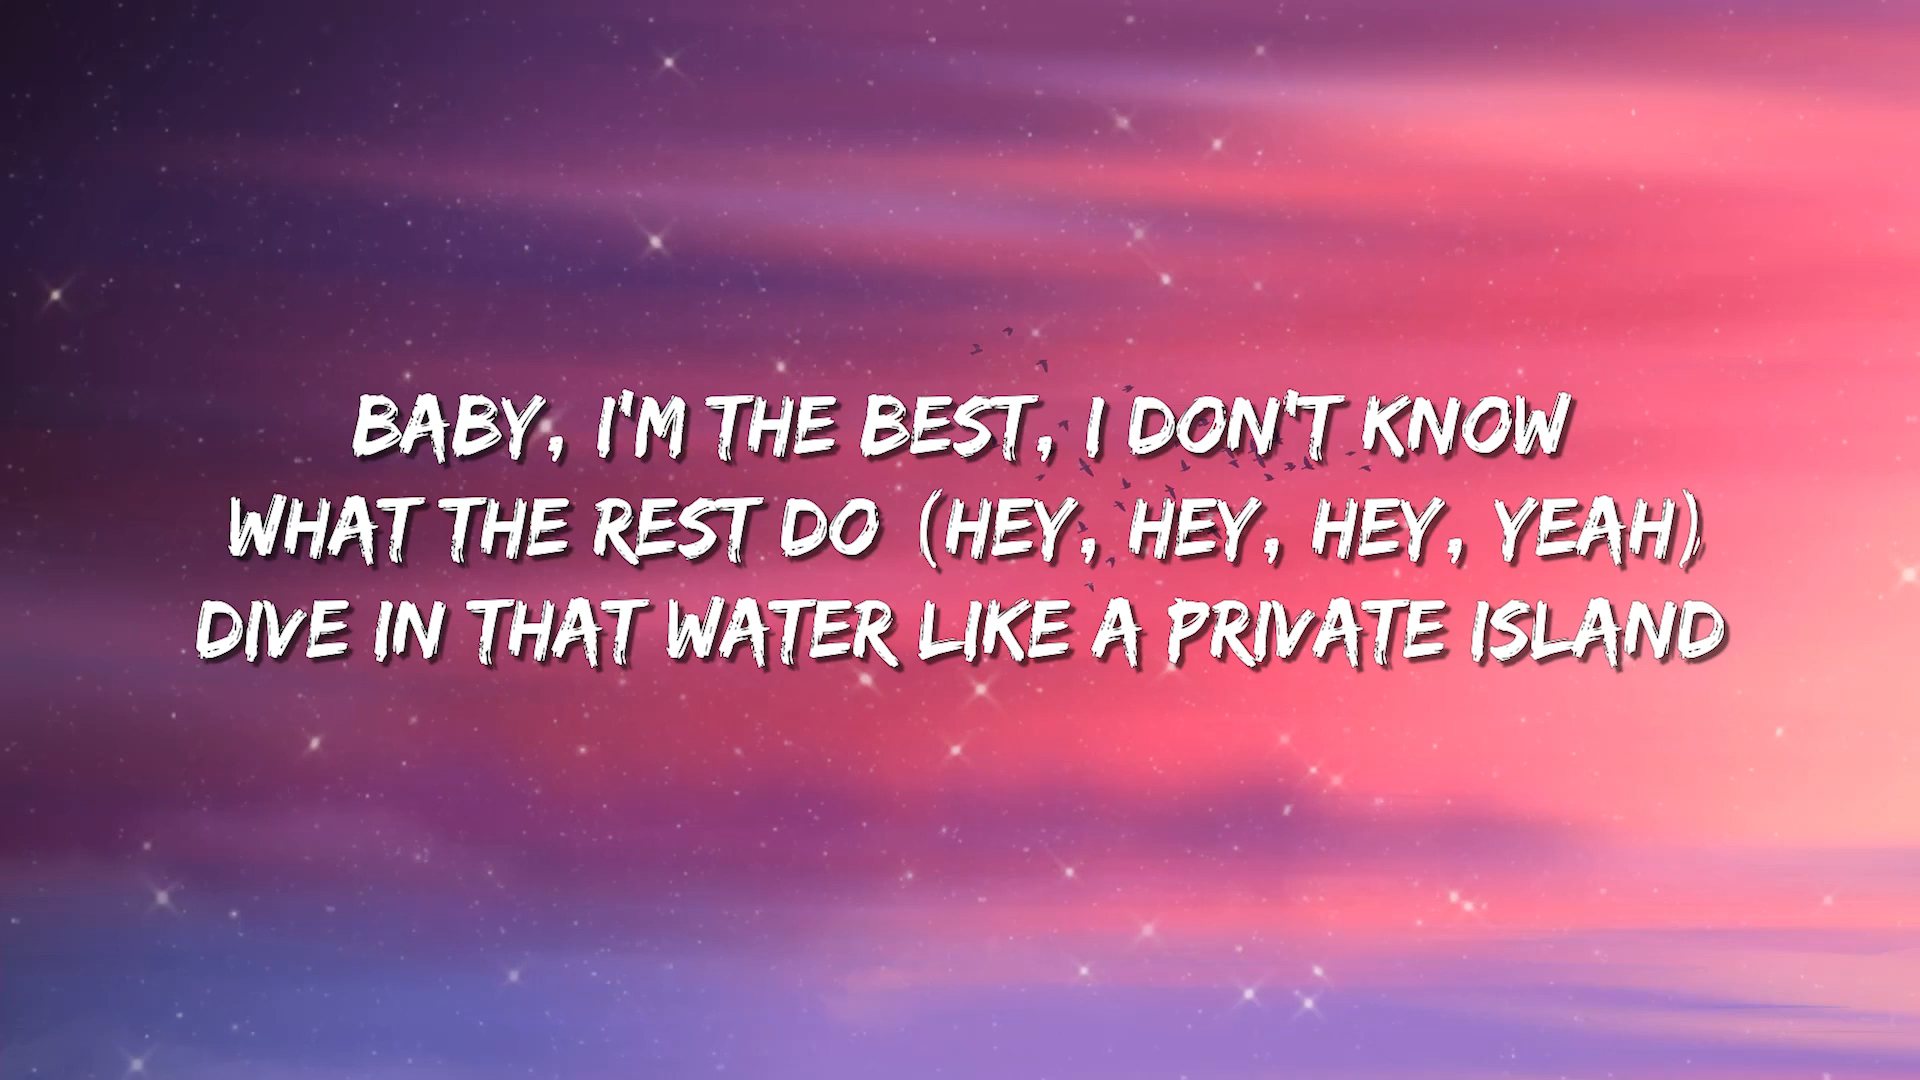 BABY, I'M THE BEST, I DON'T KNOW
WHAT THE REST DO (HEY, HEY, HEY, YEAH)
DIVE IN THAT WATER LIKE A PRIVATE ISLAND